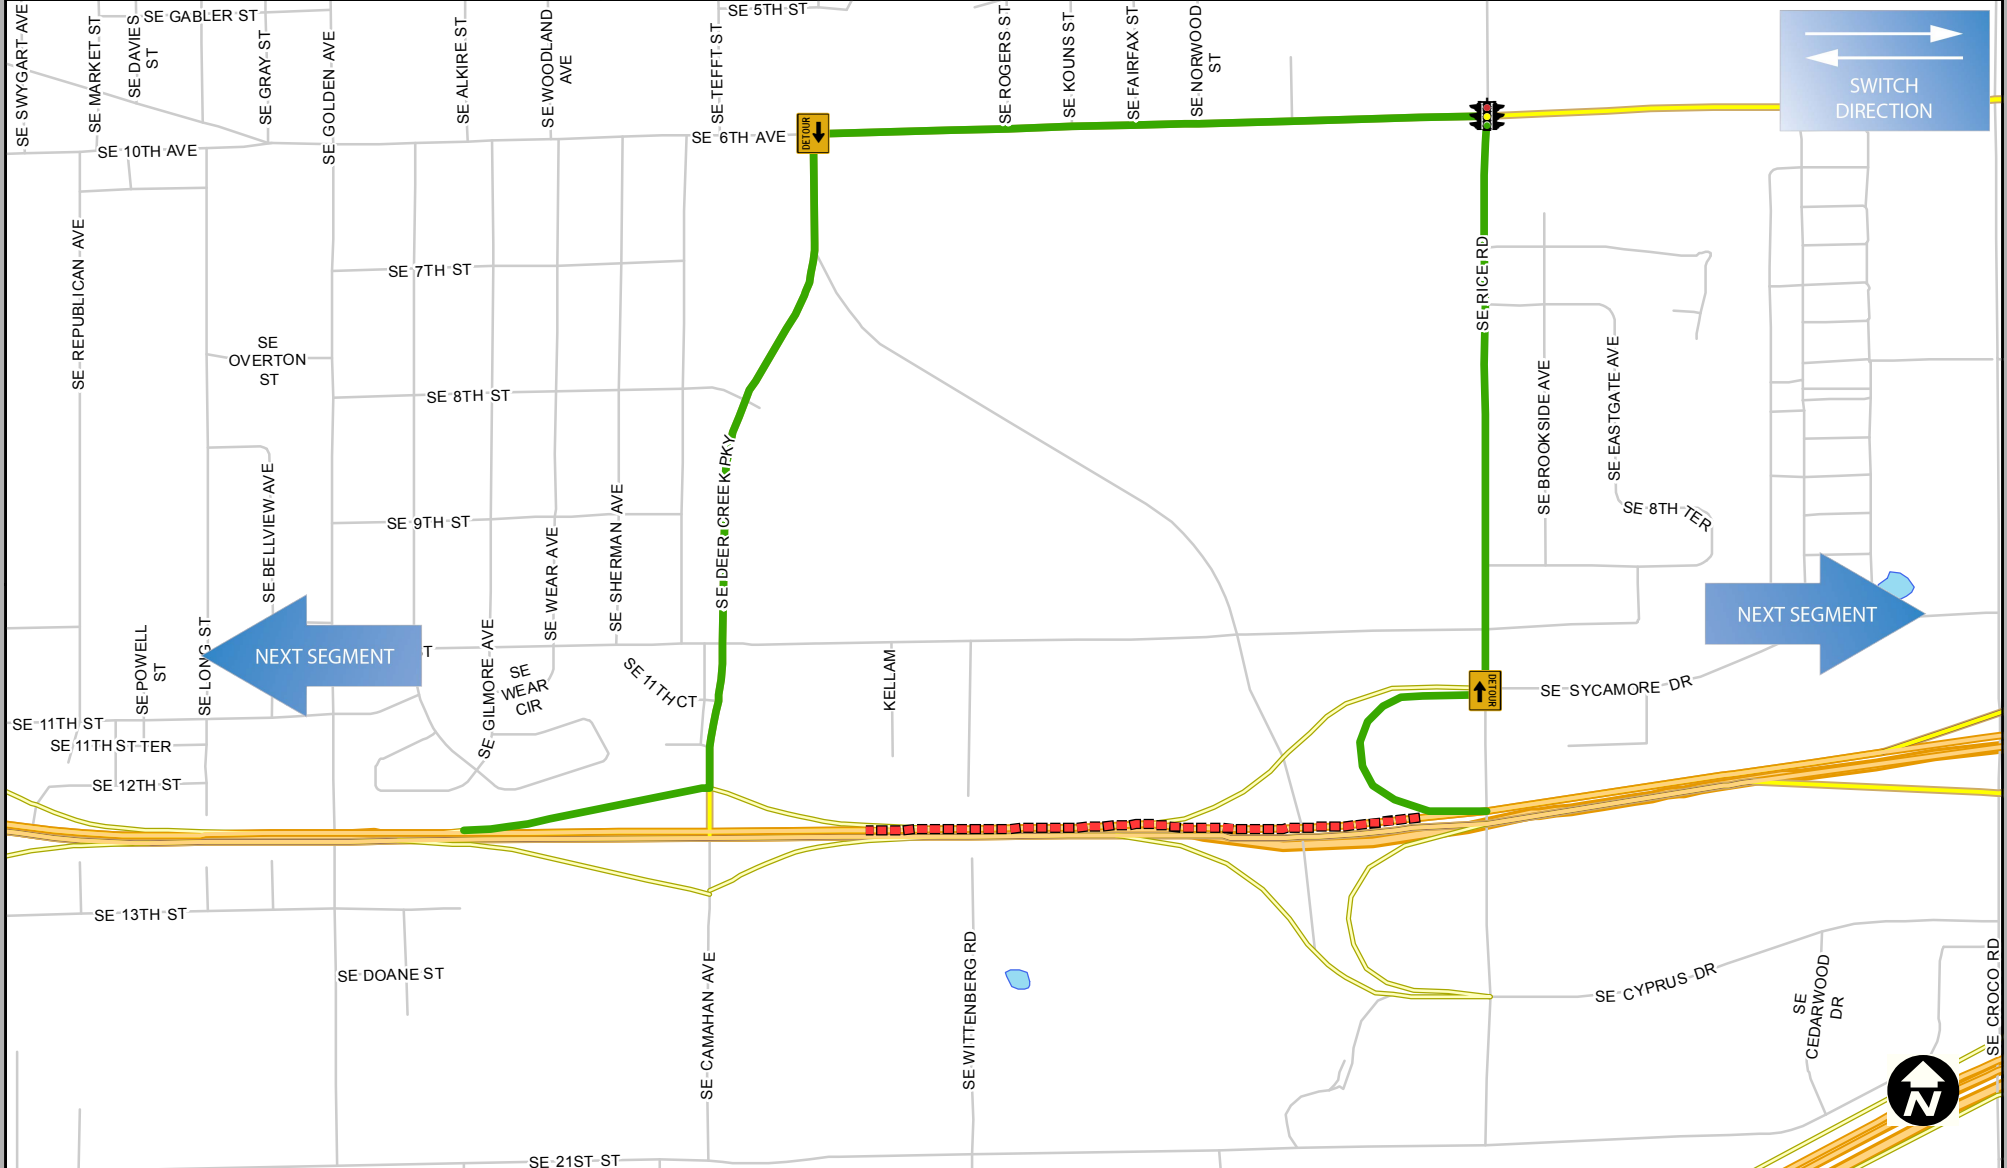 SE GABLER ST
SE 5TH ST
SE SWYGART AVE
SE MARKET ST
SE DAVIES
ST
SE GRAY ST
SE GOLDEN AVE
SE ALKIRE ST
SE WOODLAND
AVE
SE TEFFT ST
SE ROGERS ST
SE KOUNS ST
SE FAIRFAX ST
SE NORWOOD
ST
SWITCH
DIRECTION
SE 10TH AVE
SE 6TH AVE
DETOUR
SE REPUBLICAN AVE
SE 7TH ST
SE RICE RD
SE
OVERTON
ST
SE 8TH ST
SE BROOKSIDE AVE
SE EASTGATE AVE
SE 8TH TER
SE BELLVIEW AVE
SE 9TH ST
SE WEAR AVE
SE SHERMAN AVE
SE DEER CREEK PKY
NEXT SEGMENT
NEXT SEGMENT
SE POWELL
ST
SE LONG ST
T
SE GILMORE AVE
SE
WEAR
CIR
SE 11TH CT
KELLAM
DETOUR
SE SYCAMORE DR
SE 11TH ST
SE 11TH ST TER
SE 12TH ST
SE 13TH ST
SE DOANE ST
SE CAMAHAN AVE
SE WITTENBERG RD
SE CYPRUS DR
SE
CEDARWOOD
DR
SE CROCO RD
N
SE 21ST ST